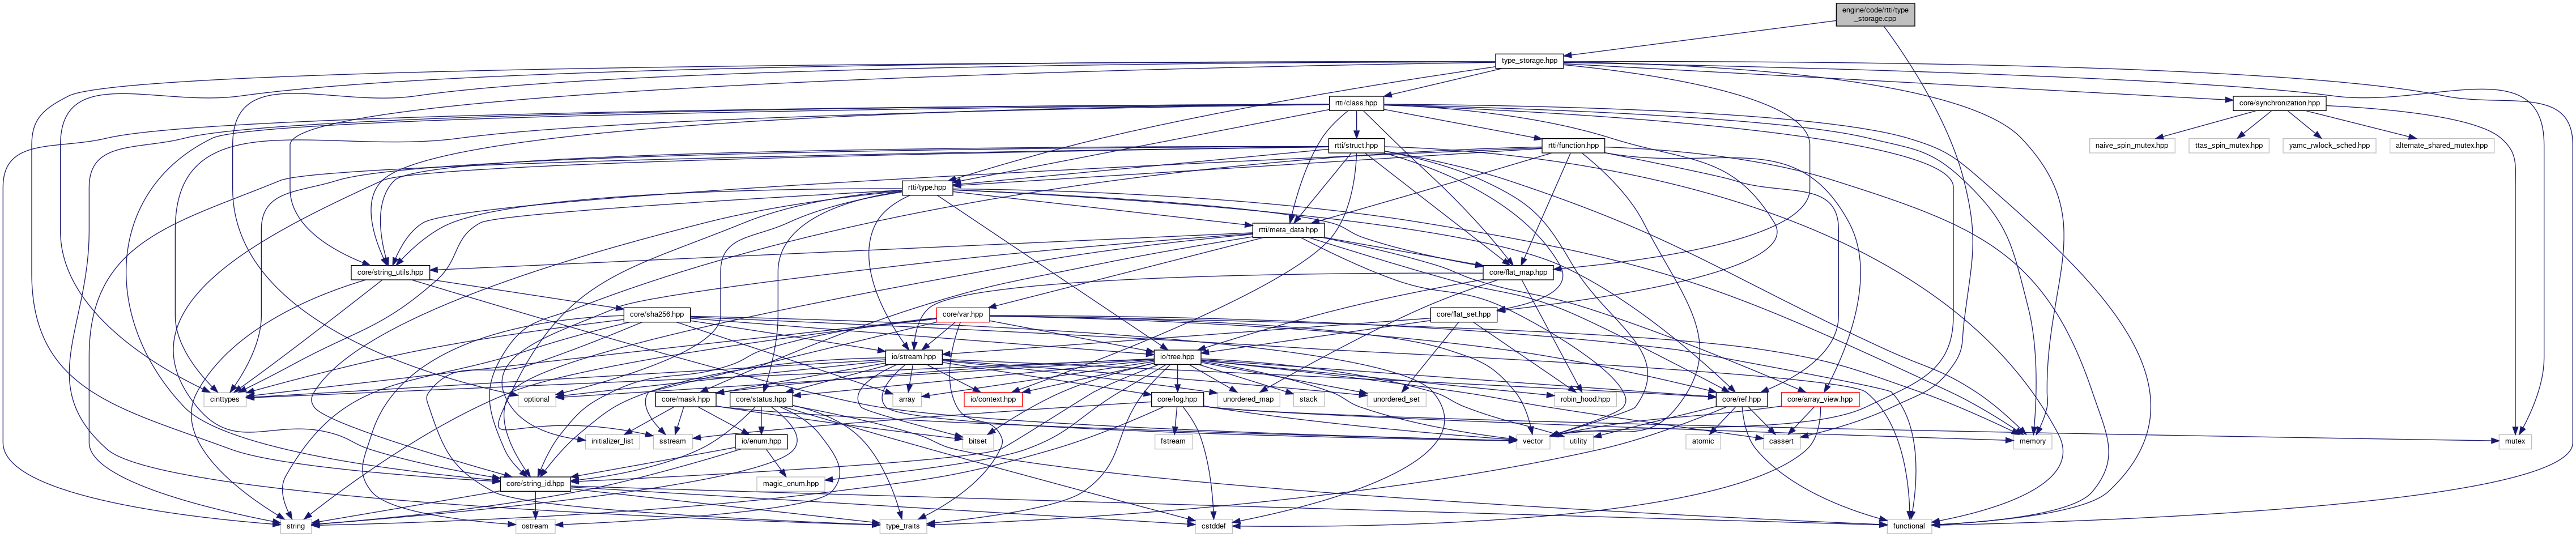 engine/code/rtti/type
_storage.cpp
type_storage.hpp
rtti/class.hpp
core/synchronization.hpp
rtti/struct.hpp
rtti/function.hpp
naive_spin_mutex.hpp
ttas_spin_mutex.hpp
yamc_rwlock_sched.hpp
alternate_shared_mutex.hpp
rtti/type.hpp
rtti/meta_data.hpp
core/string_utils.hpp
core/flat_map.hpp
core/sha256.hpp
core/var.hpp
core/flat_set.hpp
io/stream.hpp
io/tree.hpp
cinttypes
optional
core/mask.hpp
core/status.hpp
array
io/context.hpp
core/log.hpp
unordered_map
stack
unordered_set
robin_hood.hpp
core/ref.hpp
core/array_view.hpp
initializer_list
sstream
io/enum.hpp
bitset
fstream
vector
utility
atomic
cassert
memory
mutex
core/string_id.hpp
magic_enum.hpp
string
ostream
type_traits
cstddef
functional